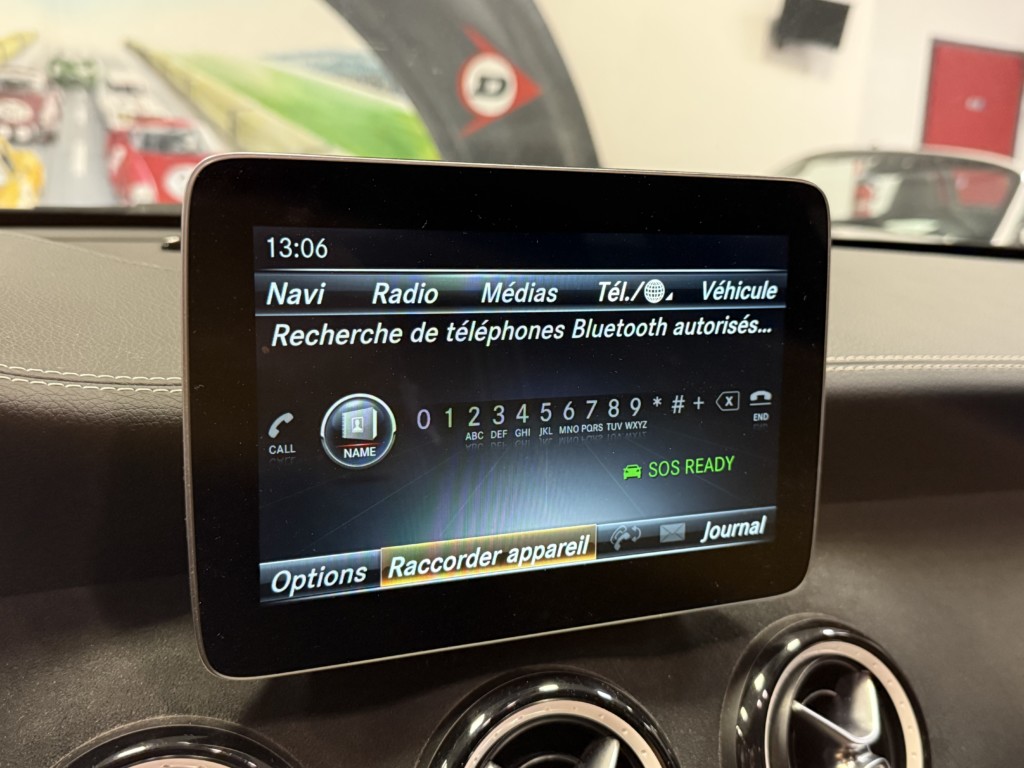 D
13:06
Navi Radio Médias Tél./ Véhicule
Recherche de téléphones Bluetooth autorisés...
0 1 2 3 4 5 6 7 8 9 * # + X
ABC DEF GHI JKL MNO PQRS TUV WXYZ
CALL NAME END
SOS READY
Options Raccorder appareil Journal